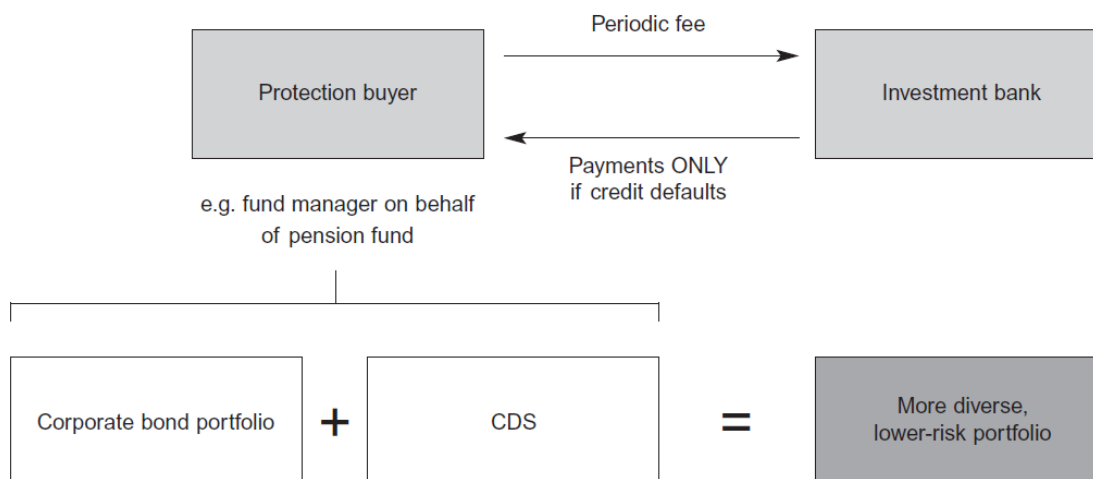 Periodic fee
Protection buyer
Investment bank
Payments ONLY
if credit defaults
e.g. fund manager on behalf
of pension fund
Corporate bond portfolio
+
CDS
=
More diverse,
lower-risk portfolio